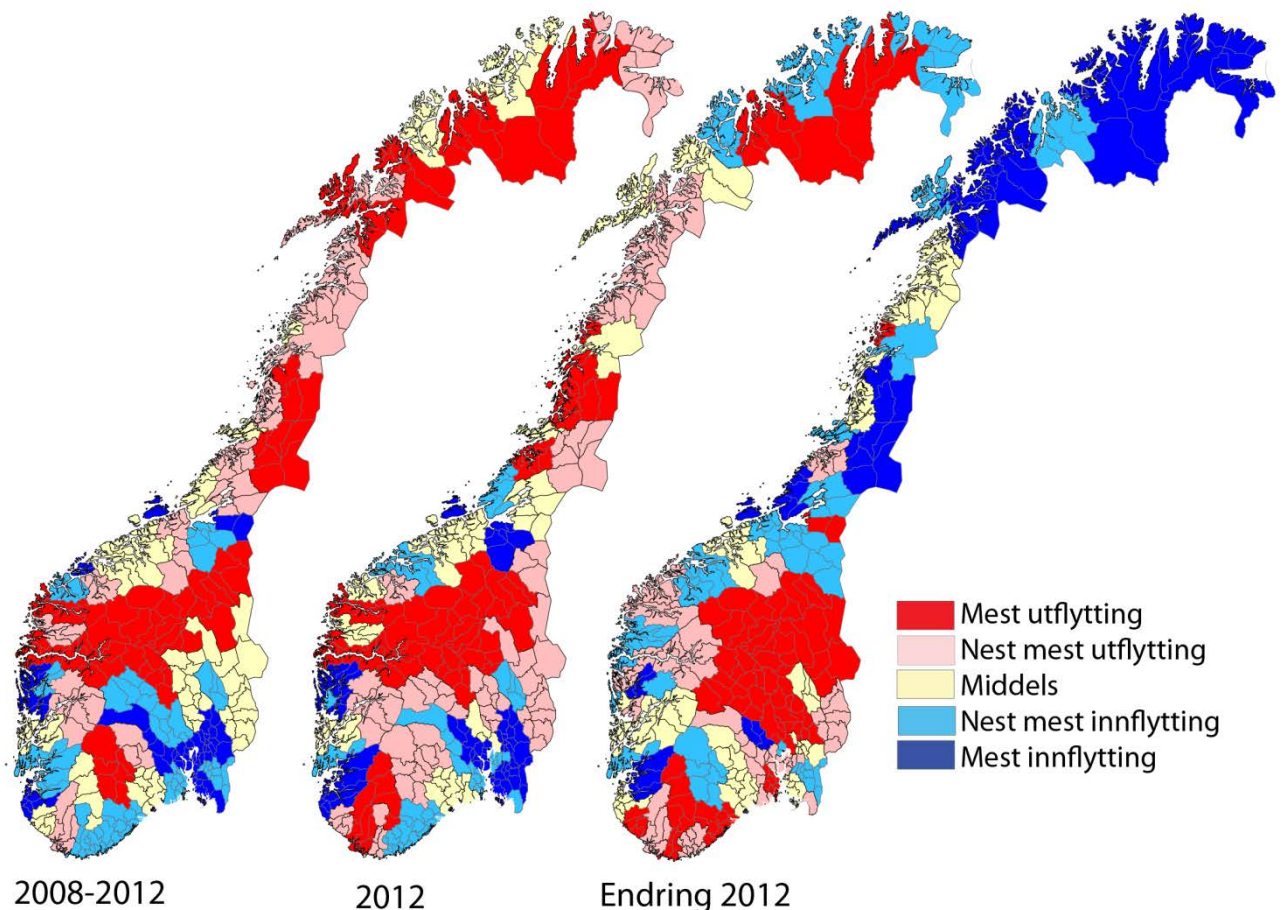 Mest utflytting
Nest mest utflytting
Middels
Nest mest innflytting
Mest innflytting
2008-2012
2012
Endring 2012